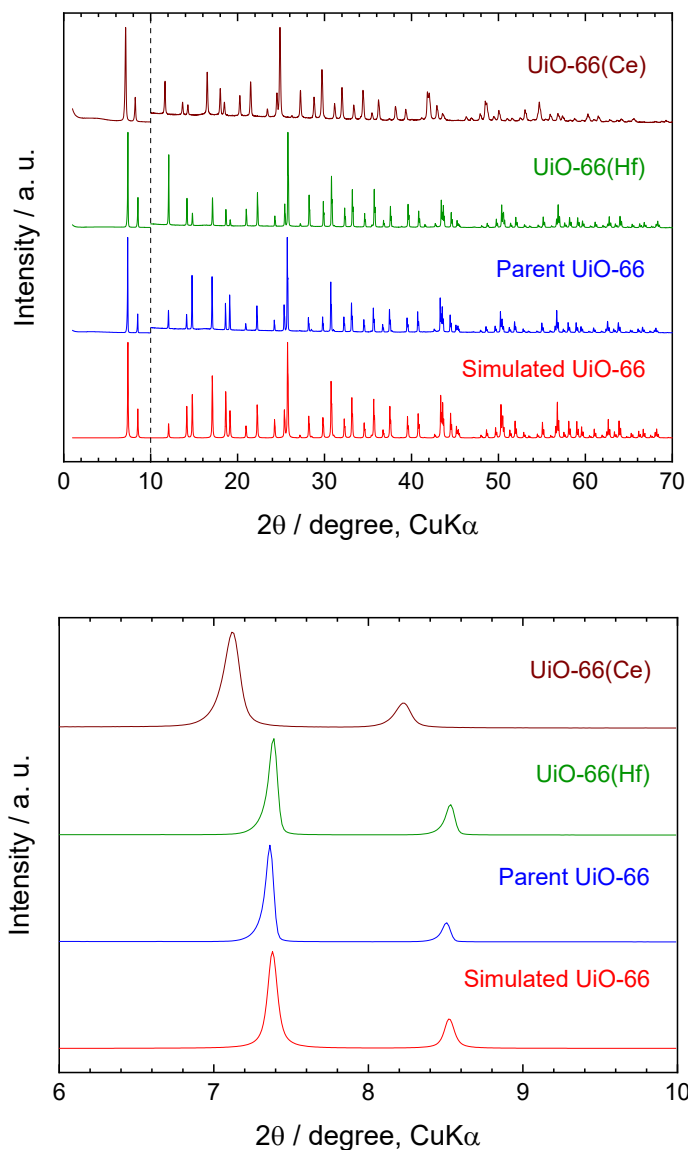 UiO-66(Ce)
UiO-66(Hf)
Parent UiO-66
Simulated UiO-66
Intensity / a. u.
0 10 20 30 40 50 60 70
2θ / degree, CuKα
UiO-66(Ce)
UiO-66(Hf)
Parent UiO-66
Simulated UiO-66
Intensity / a. u.
6 7 8 9 10
2θ / degree, CuKα